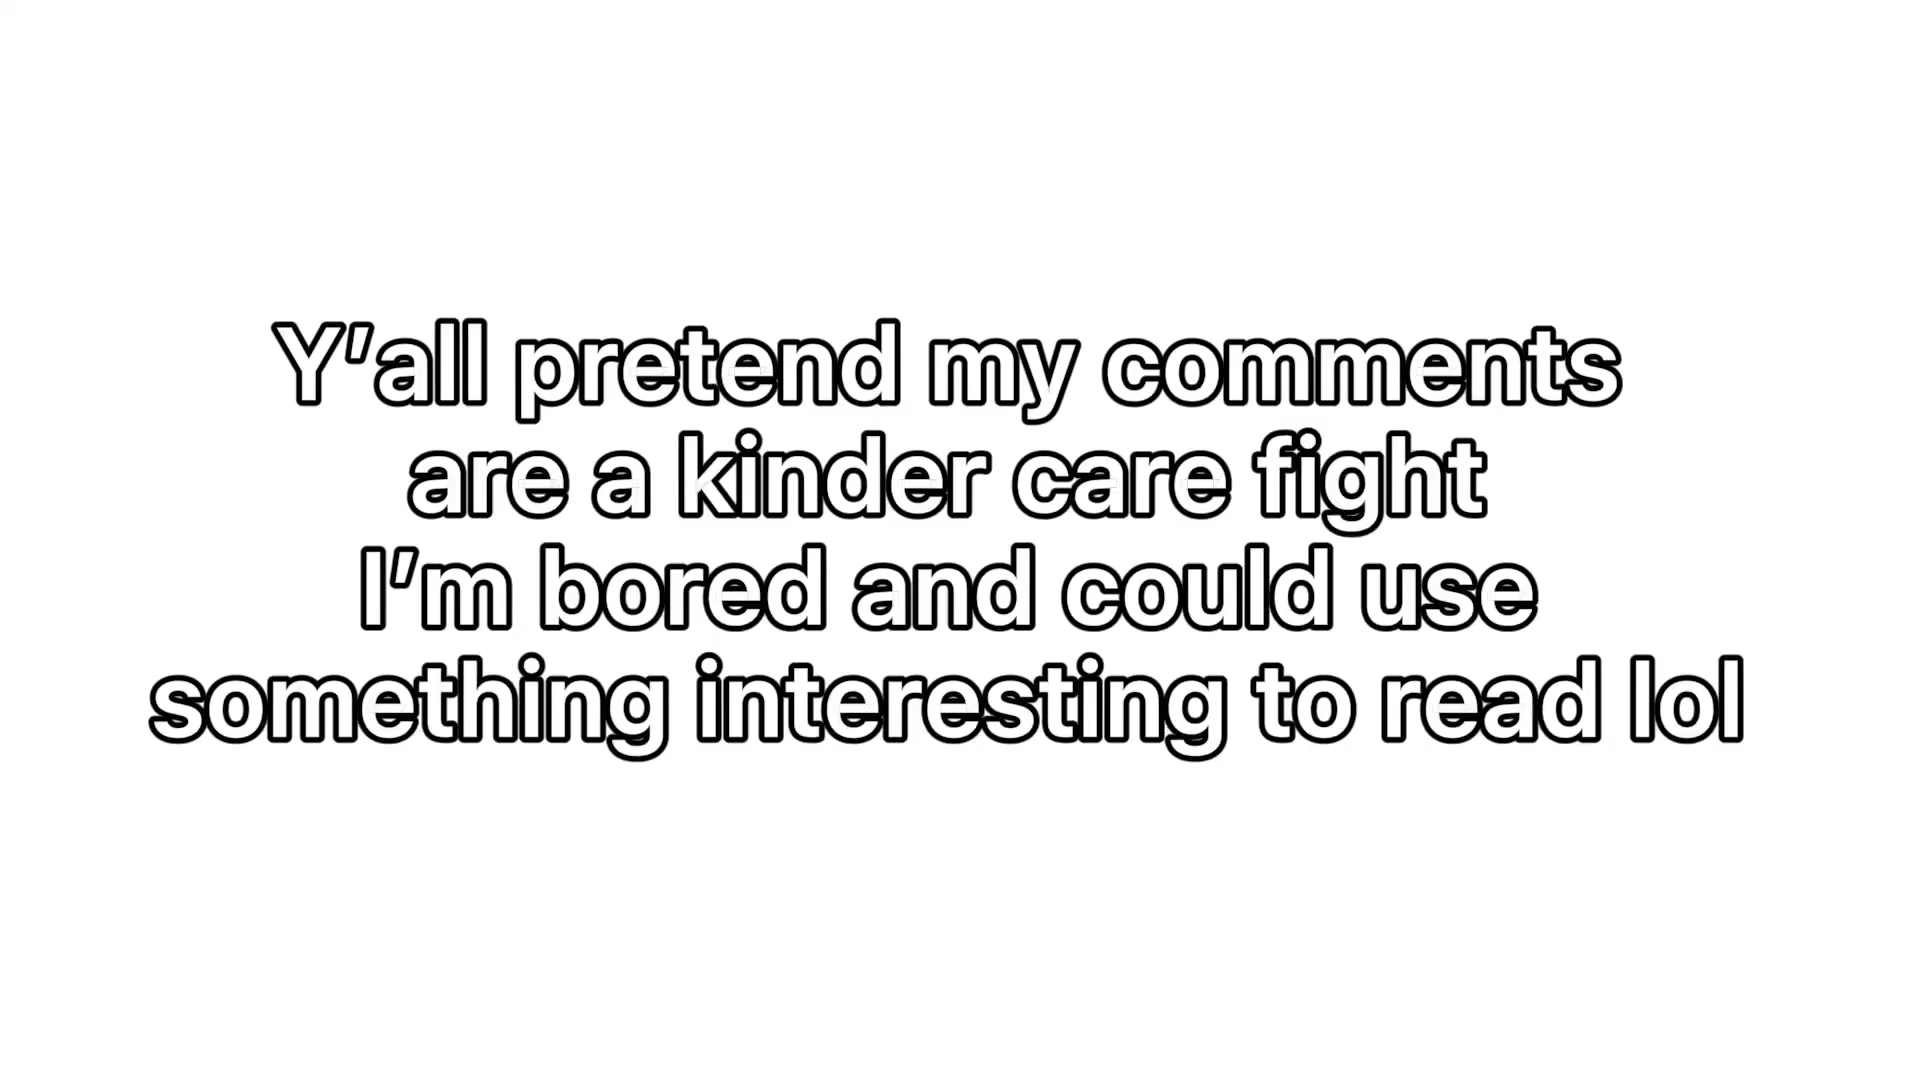 Y'all pretend my comments
are a kinder care fight
I'm bored and could use
something interesting to read lol